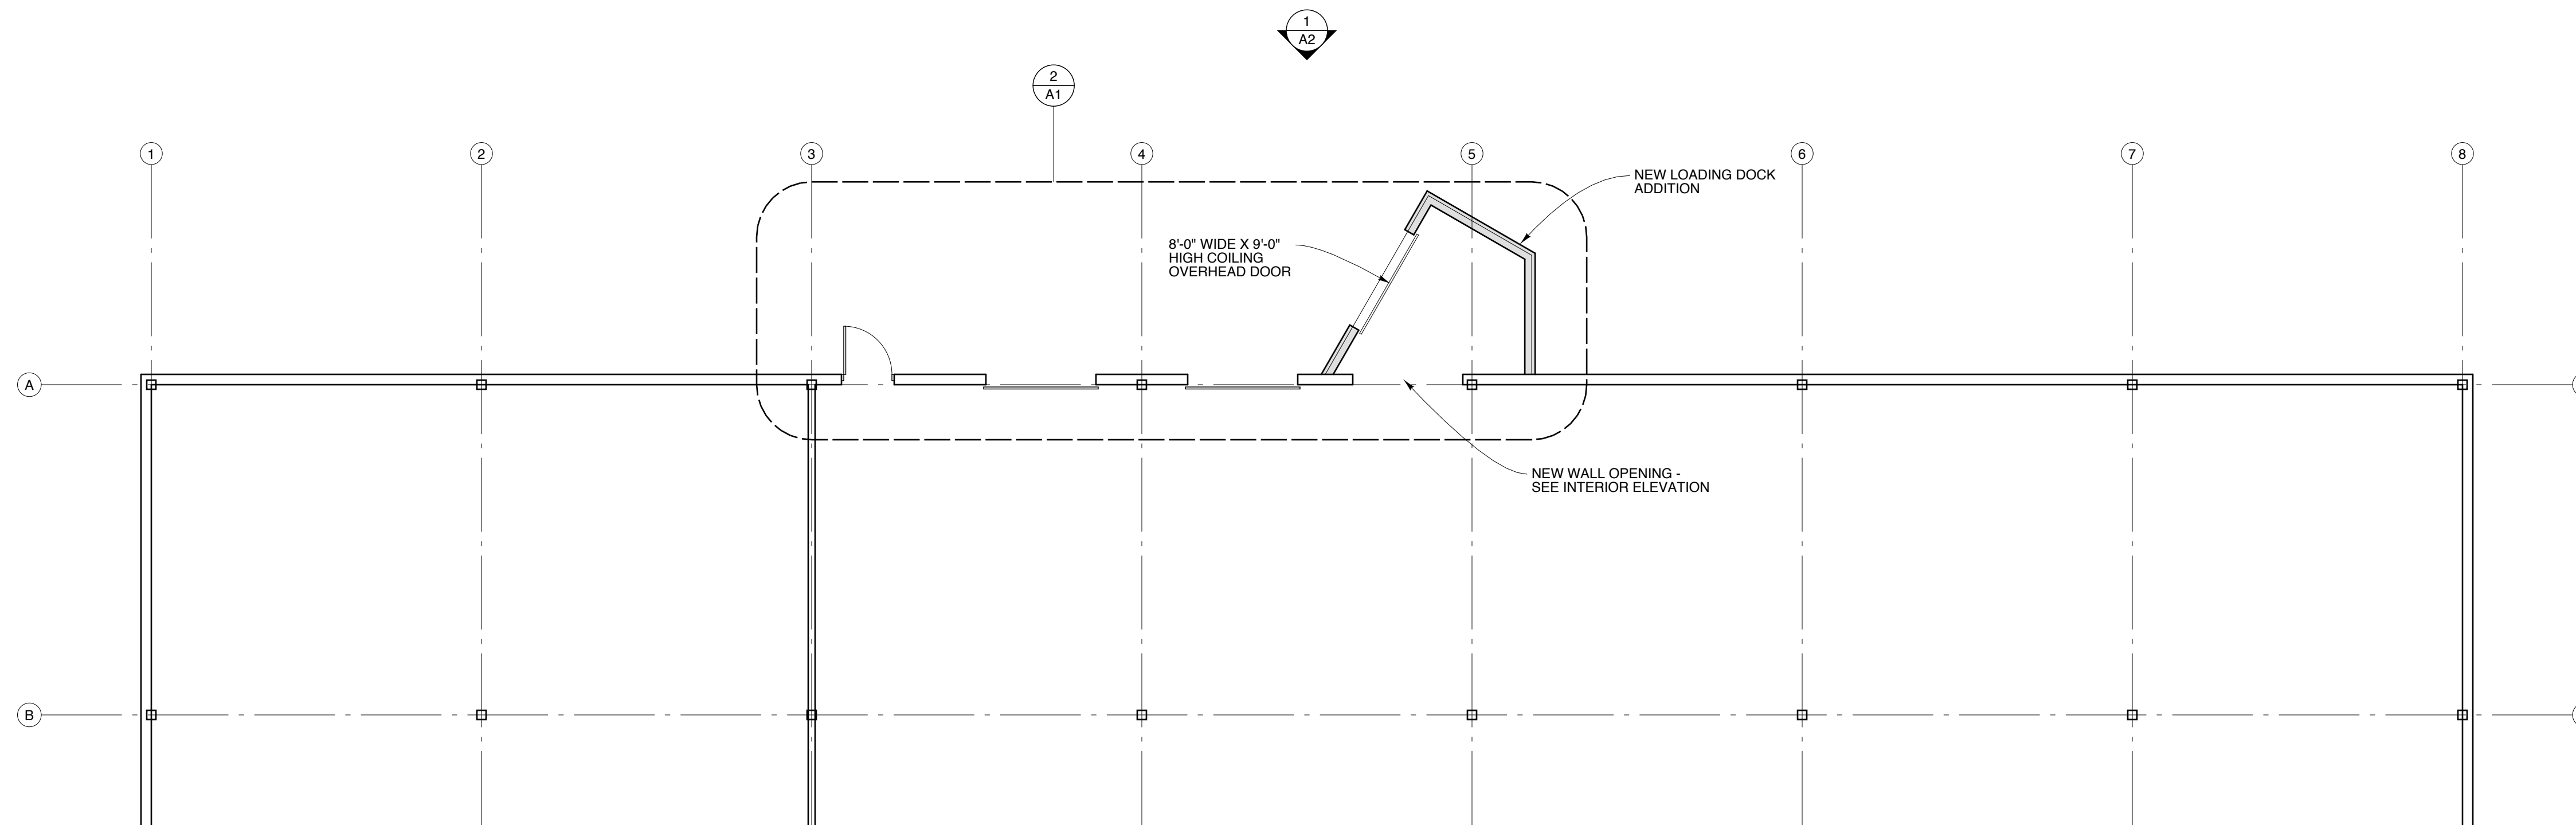 1
A2
2
A1
1
2
3
4
5
6
7
8
NEW LOADING DOCK
ADDITION
8'-0" WIDE X 9'-0"
HIGH COILING
OVERHEAD DOOR
A
NEW WALL OPENING -
SEE INTERIOR ELEVATION
B